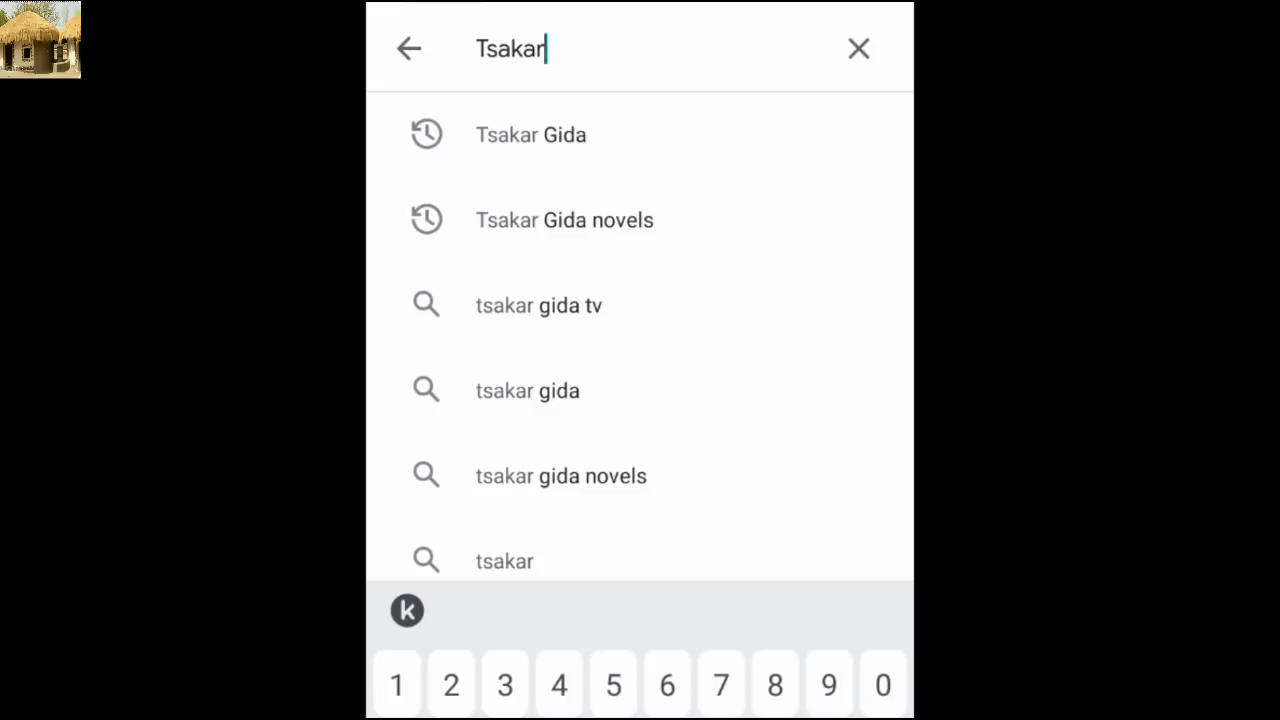 Tsakar
Tsakar Gida
Tsakar Gida novels
tsakar gida tv
tsakar gida
tsakar gida novels
tsakar
k
1 2 3 4 5 6 7 8 9 0